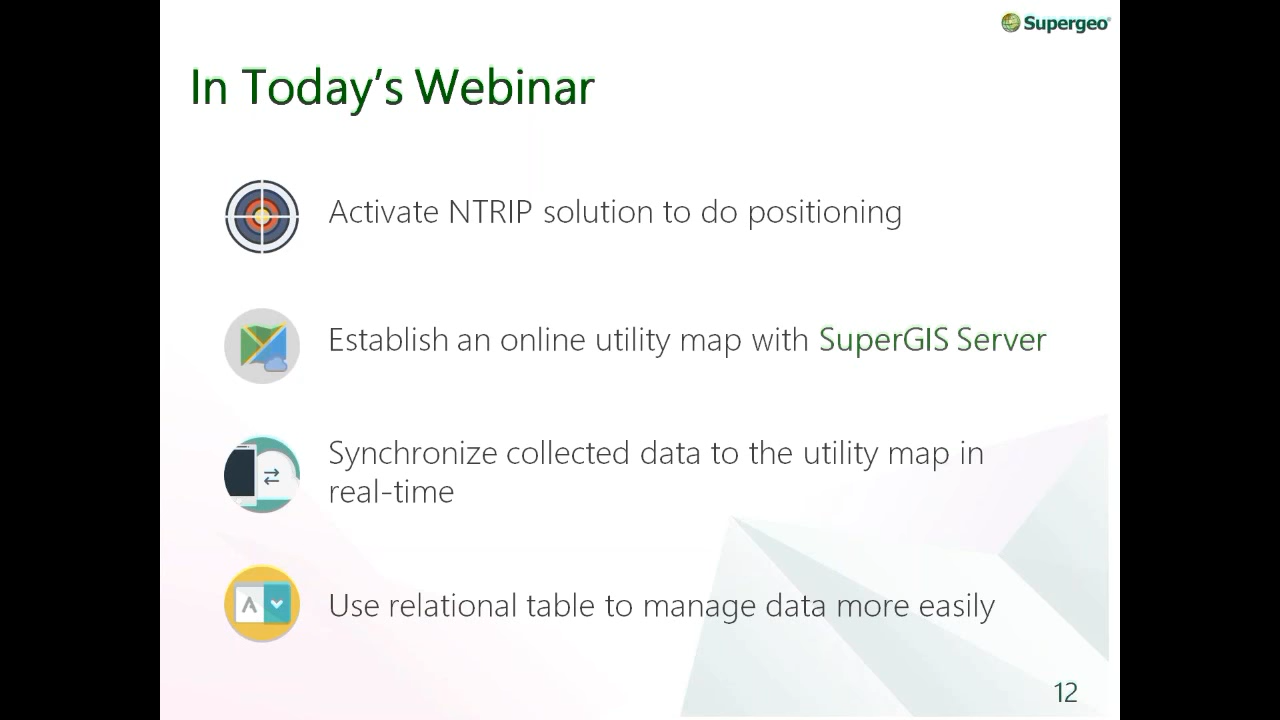 Supergeo®
In Today's Webinar
Activate NTRIP solution to do positioning
Establish an online utility map with SuperGIS Server
Synchronize collected data to the utility map in
real-time
Use relational table to manage data more easily
12